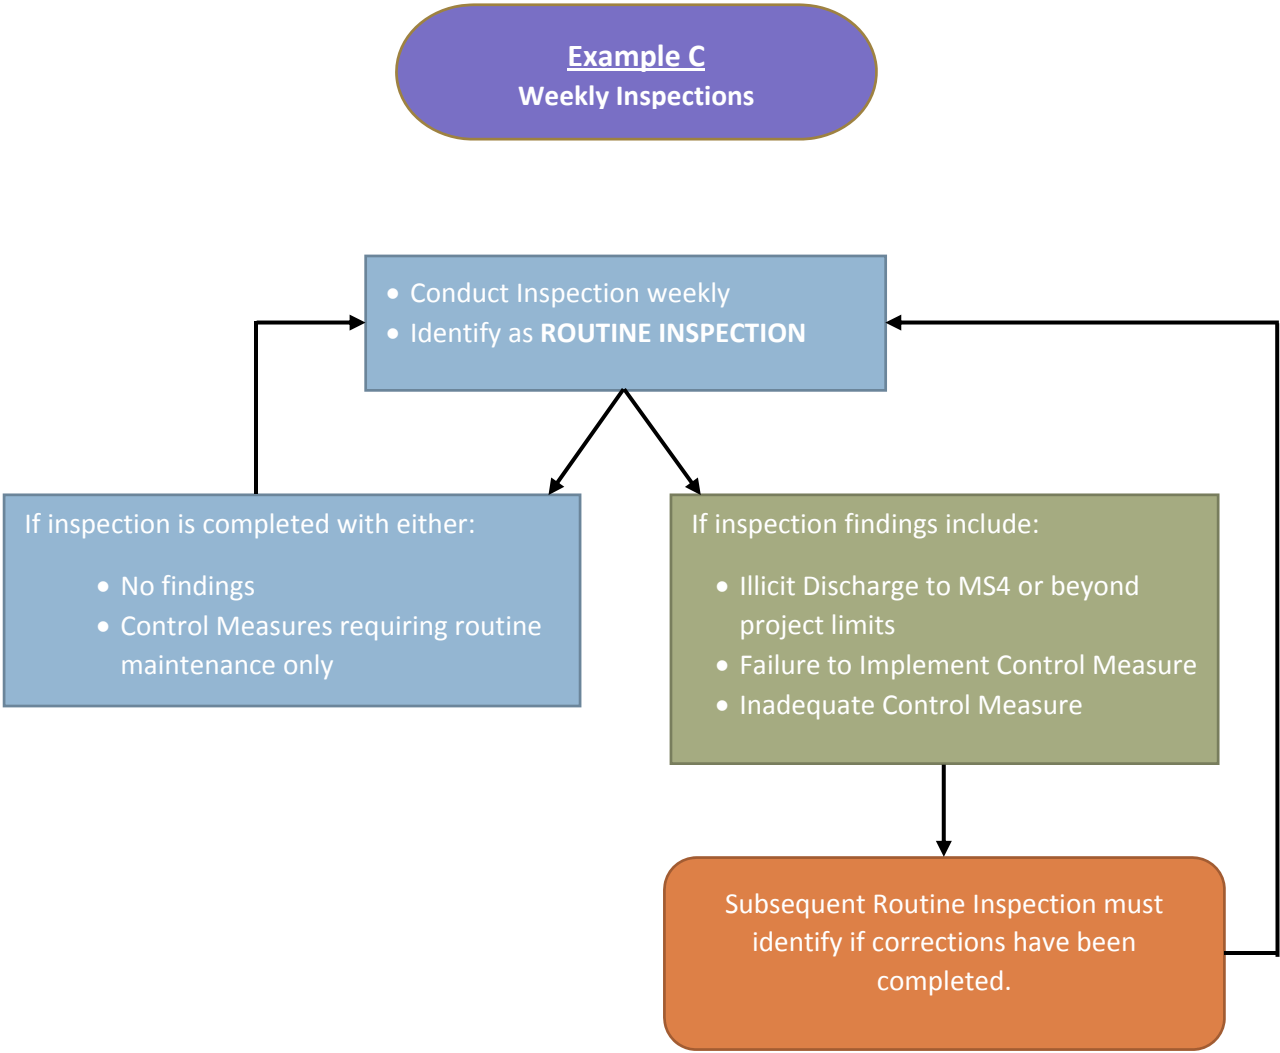 Example C
Weekly Inspections
• Conduct Inspection weekly
• Identify as ROUTINE INSPECTION
If inspection is completed with either:
• No findings
• Control Measures requiring routine
maintenance only
If inspection findings include:
• Illicit Discharge to MS4 or beyond
project limits
• Failure to Implement Control Measure
• Inadequate Control Measure
Subsequent Routine Inspection must
identify if corrections have been
completed.